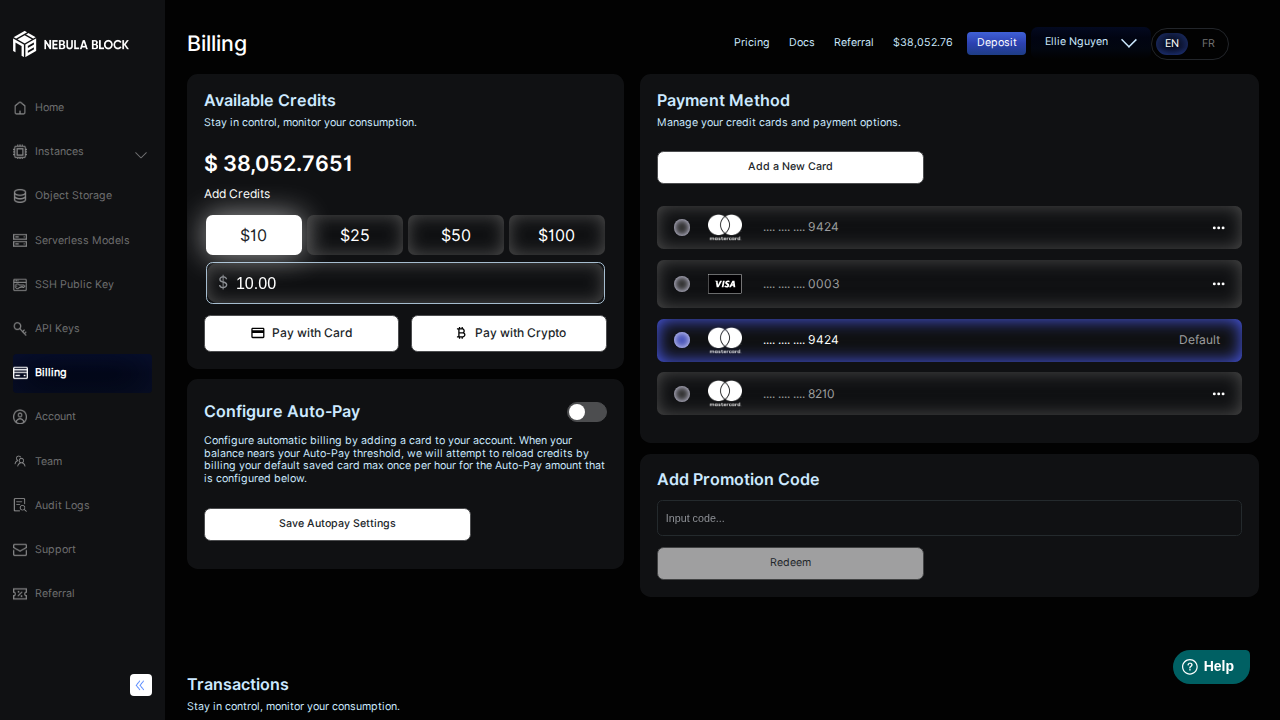 NEBULA BLOCK
Home
Instances
Object Storage
Serverless Models
SSH Public Key
API Keys
Billing
Account
Team
Audit Logs
Support
Referral
Billing
Pricing
Docs
Referral
$38,052.76
Deposit
Ellie Nguyen
EN
FR
Available Credits
Stay in control, monitor your consumption.
$ 38,052.7651
Add Credits
$10
$25
$50
$100
$ 10.00
Pay with Card
Pay with Crypto
Configure Auto-Pay
Configure automatic billing by adding a card to your account. When your
balance nears your Auto-Pay threshold, we will attempt to reload credits by
billing your default saved card max once per hour for the Auto-Pay amount that
is configured below.
Save Autopay Settings
Payment Method
Manage your credit cards and payment options.
Add a New Card
mastercard
.... .... .... 9424
VISA
.... .... .... 0003
mastercard
.... .... .... 9424
Default
mastercard
.... .... .... 8210
Add Promotion Code
Input code...
Redeem
Transactions
Stay in control, monitor your consumption.
Help